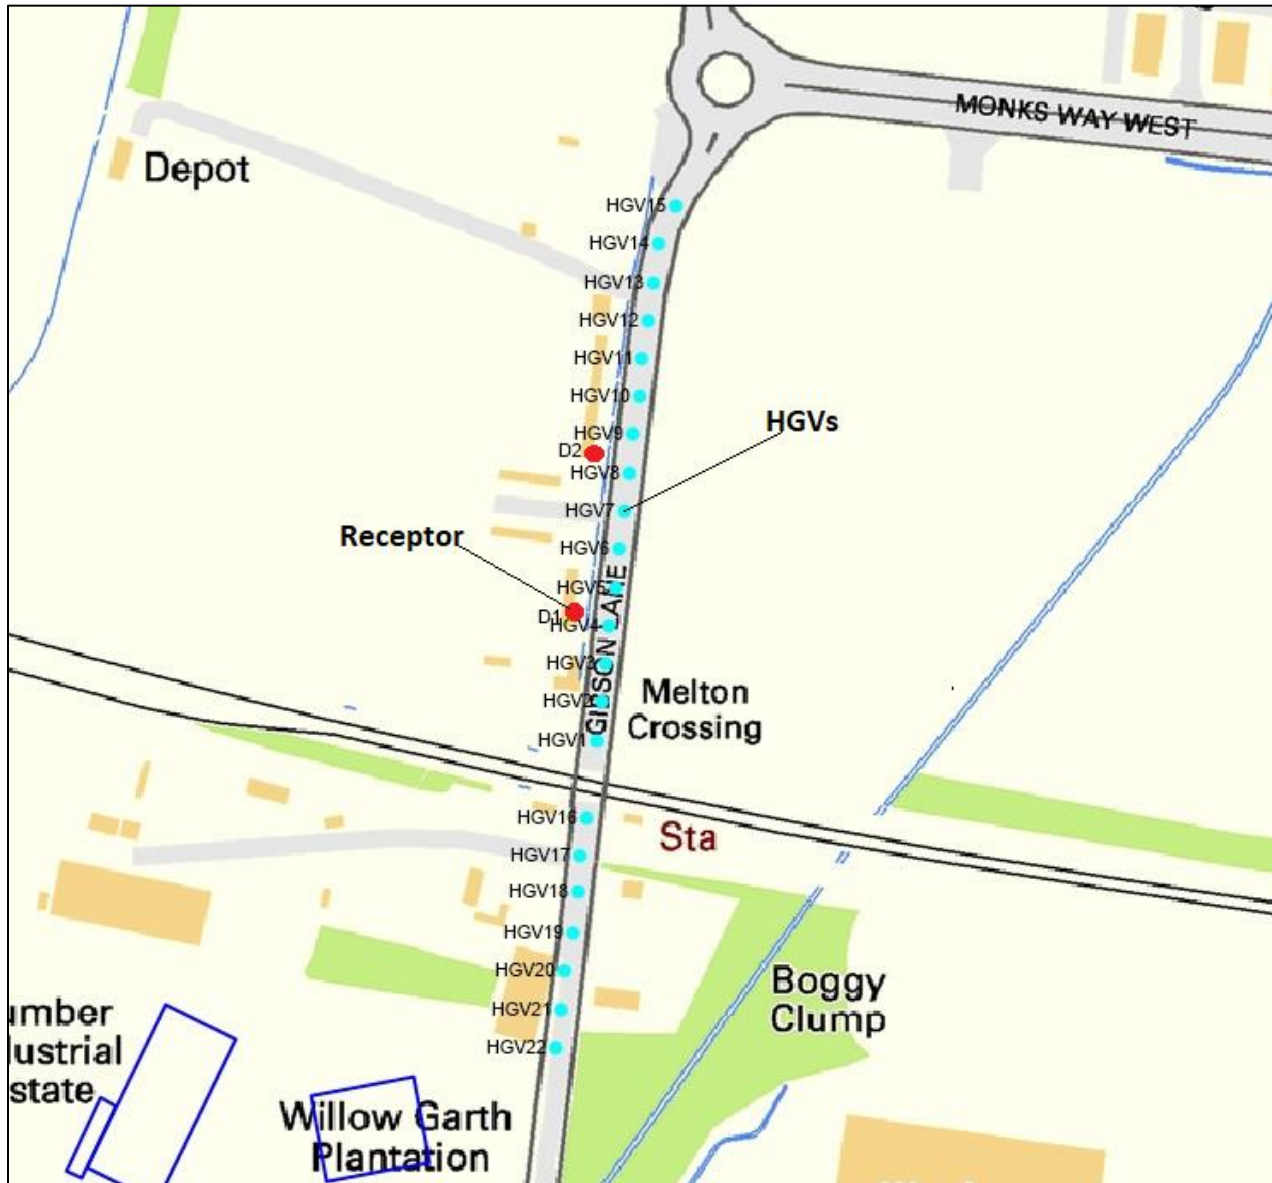 MONKS WAY WEST
Depot
HGV15
HGV14
HGV13
HGV12
HGV11
HGV10
HGV9
HGVs
D2
HGV8
HGV7
Receptor
HGV6
HGV5
D1
HGV4
GIBSON LANE
HGV3
Melton
Crossing
HGV2
HGV1
HGV16
Sta
HGV17
HGV18
HGV19
HGV20
Boggy
Clump
HGV21
umber
dustrial
state
HGV22
Willow Garth
Plantation